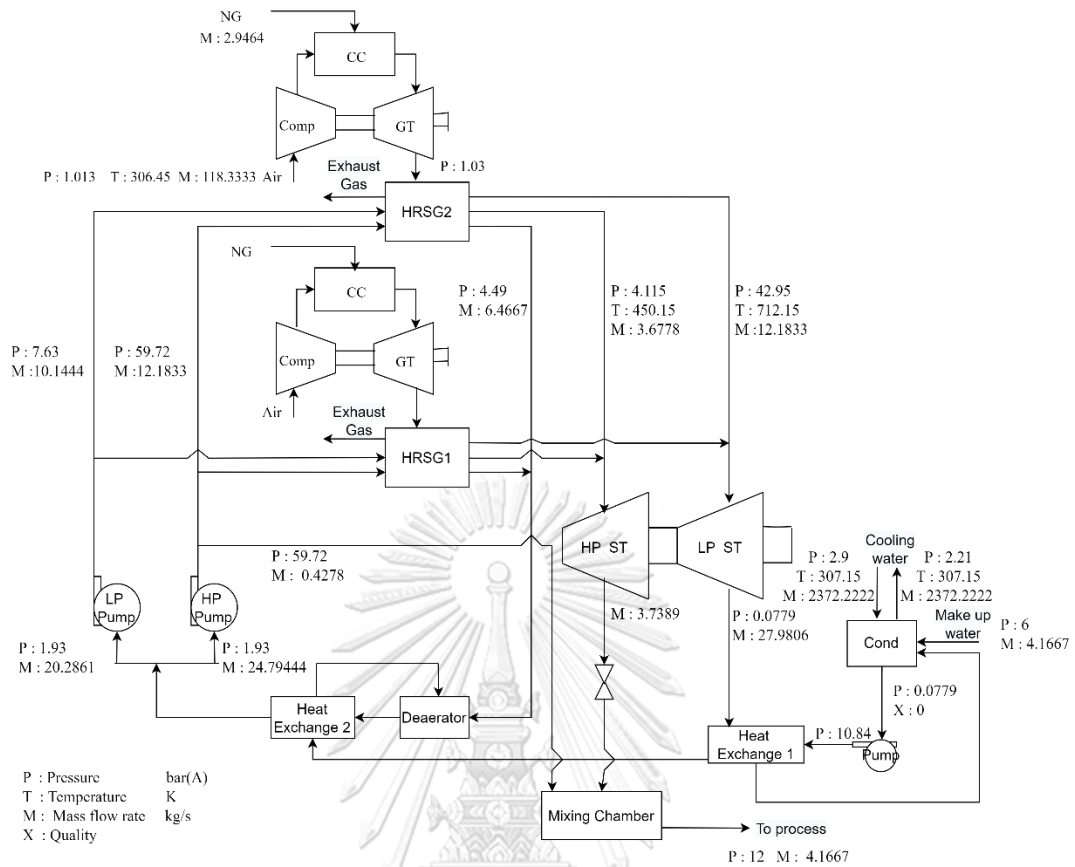 NG
M : 2.9464
CC
Comp
GT
P : 1.013 T : 306.45 M : 118.3333 Air
P : 1.03
Exhaust
Gas
HRSG2
NG
CC
P : 4.49
M : 6.4667
P : 4.115
T : 450.15
M : 3.6778
P : 42.95
T : 712.15
M :12.1833
P : 7.63
M :10.1444
P : 59.72
M :12.1833
Comp
GT
Air
Exhaust
Gas
HRSG1
HP ST
LP ST
P : 59.72
M : 0.4278
Cooling
water
P : 2.9
T : 307.15
M : 2372.2222
P : 2.21
T : 307.15
M : 2372.2222
LP
Pump
HP
Pump
M : 3.7389
P : 0.0779
M : 27.9806
Make up
water
P : 6
M : 4.1667
Cond
P : 1.93
M : 20.2861
P : 1.93
M : 24.79444
P : 0.0779
X : 0
Heat
Exchange 2
Deaerator
Heat
Exchange 1
P : 10.84
Pump
P : Pressure bar(A)
T : Temperature K
M : Mass flow rate kg/s
X : Quality
Mixing Chamber
To process
P : 12 M : 4.1667